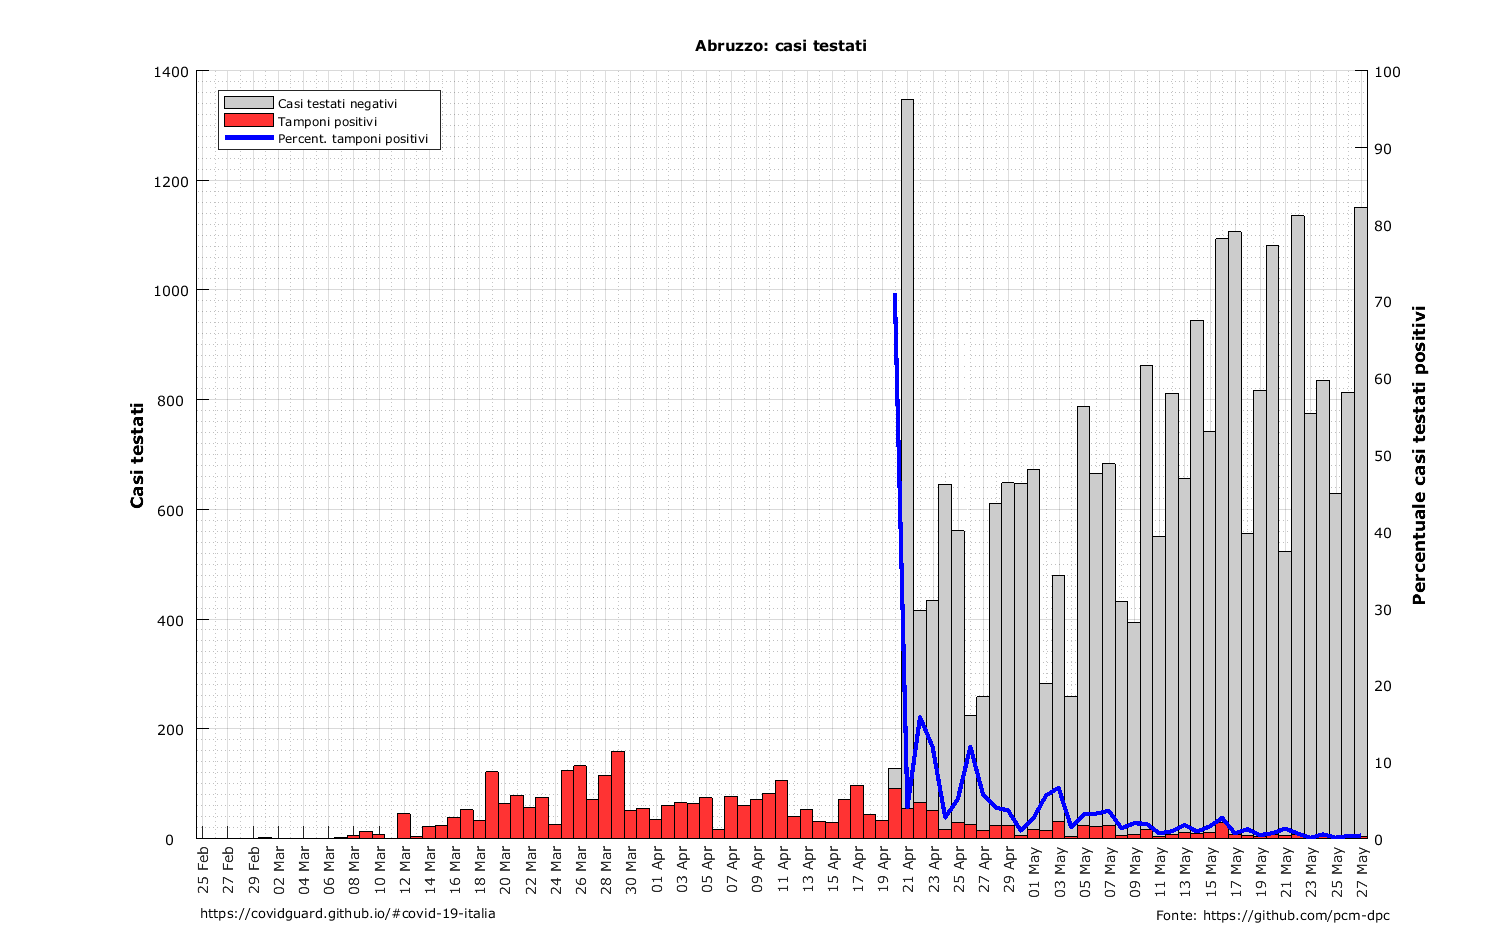 Abruzzo: casi testati
1400
1200
1000
800
600
400
200
0
Casi testati
Casi testati negativi
Tamponi positivi
Percent. tamponi positivi
100
90
80
70
60
50
40
30
20
10
0
Percentuale casi testati positivi
25 Feb
27 Feb
29 Feb
02 Mar
04 Mar
06 Mar
08 Mar
10 Mar
12 Mar
14 Mar
16 Mar
18 Mar
20 Mar
22 Mar
24 Mar
26 Mar
28 Mar
30 Mar
01 Apr
03 Apr
05 Apr
07 Apr
09 Apr
11 Apr
13 Apr
15 Apr
17 Apr
19 Apr
21 Apr
23 Apr
25 Apr
27 Apr
29 Apr
01 May
03 May
05 May
07 May
09 May
11 May
13 May
15 May
17 May
19 May
21 May
23 May
25 May
27 May
https://covidguard.github.io/#covid-19-italia
Fonte: https://github.com/pcm-dpc